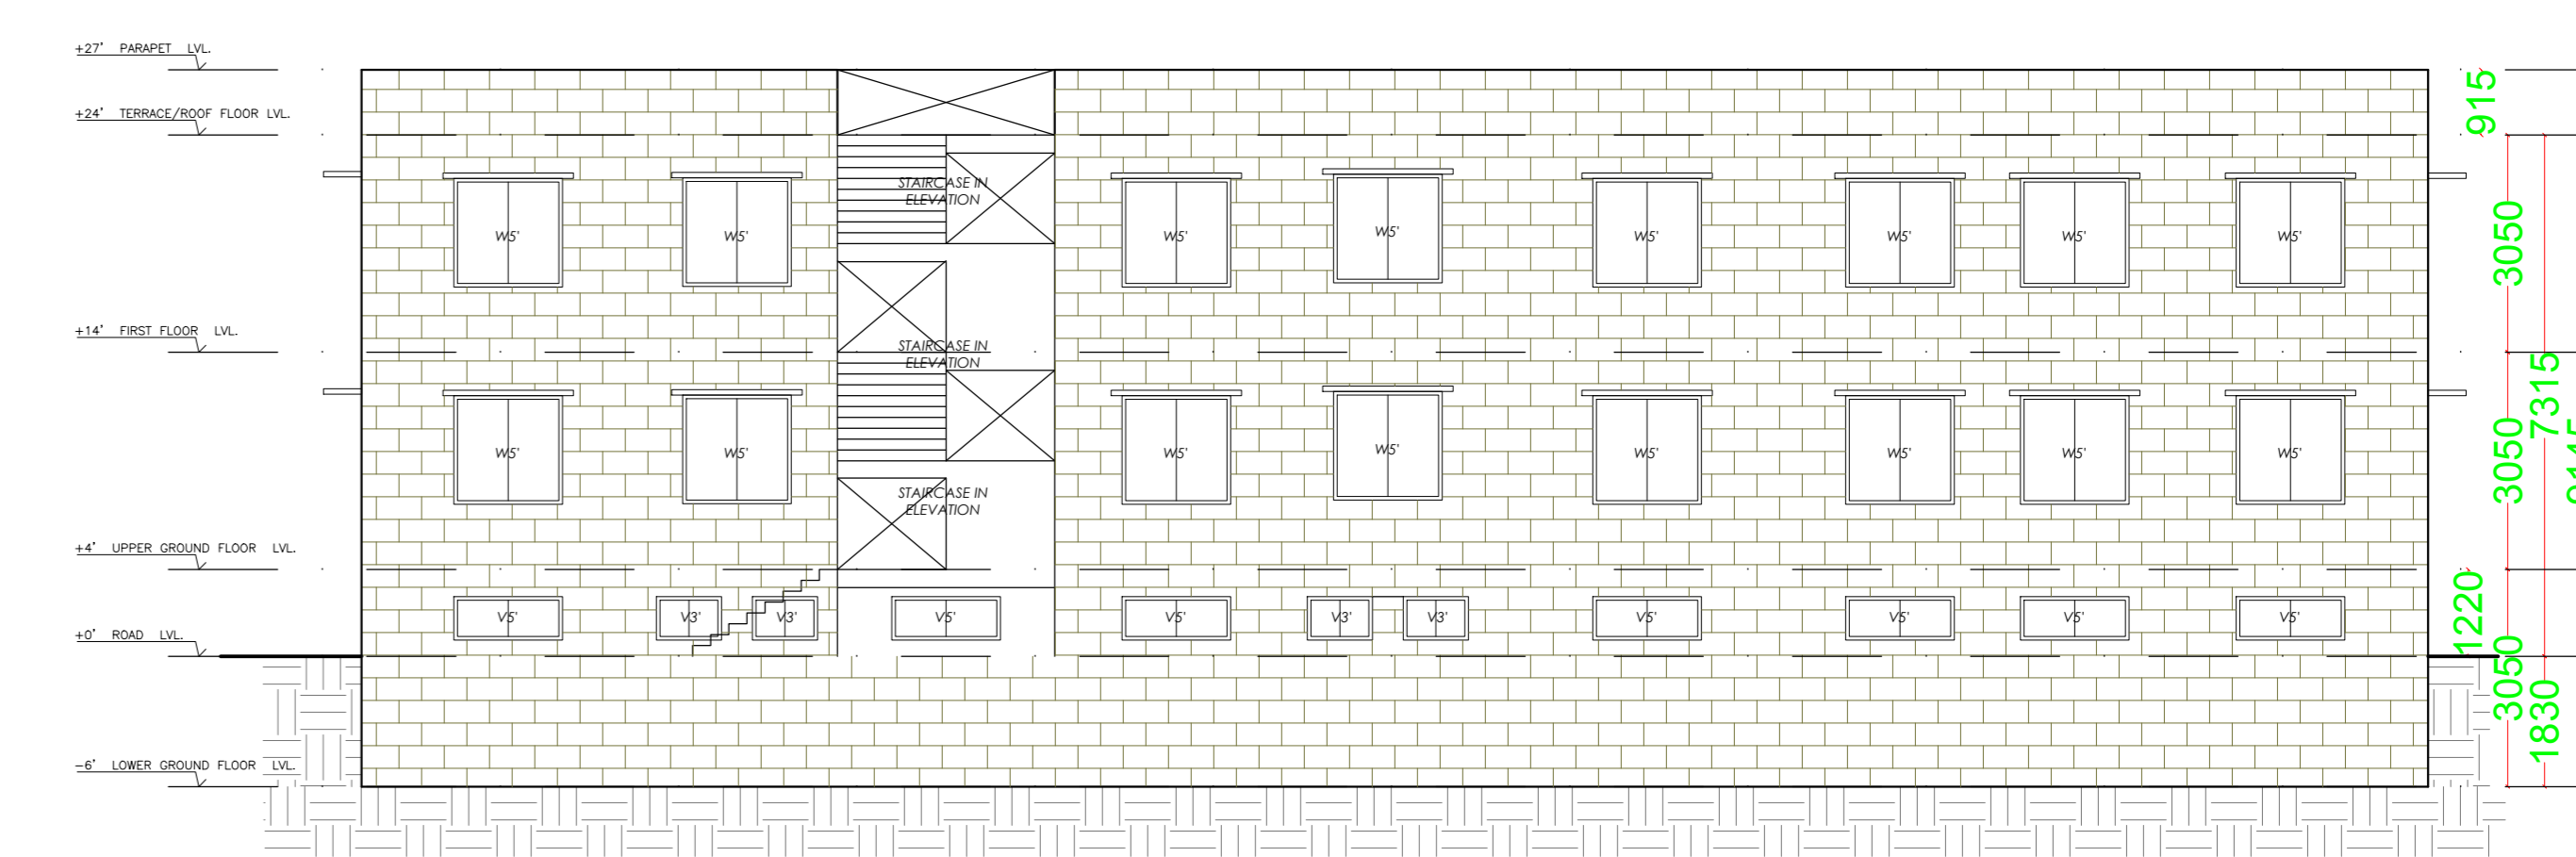 +27' PARAPET LVL.
+24' TERRACE/ROOF FLOOR LVL.
915
STAIRCASE IN
ELEVATION
W5' W5' W5' W5' W5' W5' W5' W5'
3050
+14' FIRST FLOOR LVL.
STAIRCASE IN
ELEVATION
7315
W5' W5' W5' W5' W5' W5' W5' W5'
3050
STAIRCASE IN
ELEVATION
+4' UPPER GROUND FLOOR LVL.
V5' V3' V3' V5' V5' V3' V3' V5' V5' V5' V5'
1220
+0' ROAD LVL.
3050
1830
-6' LOWER GROUND FLOOR LVL.